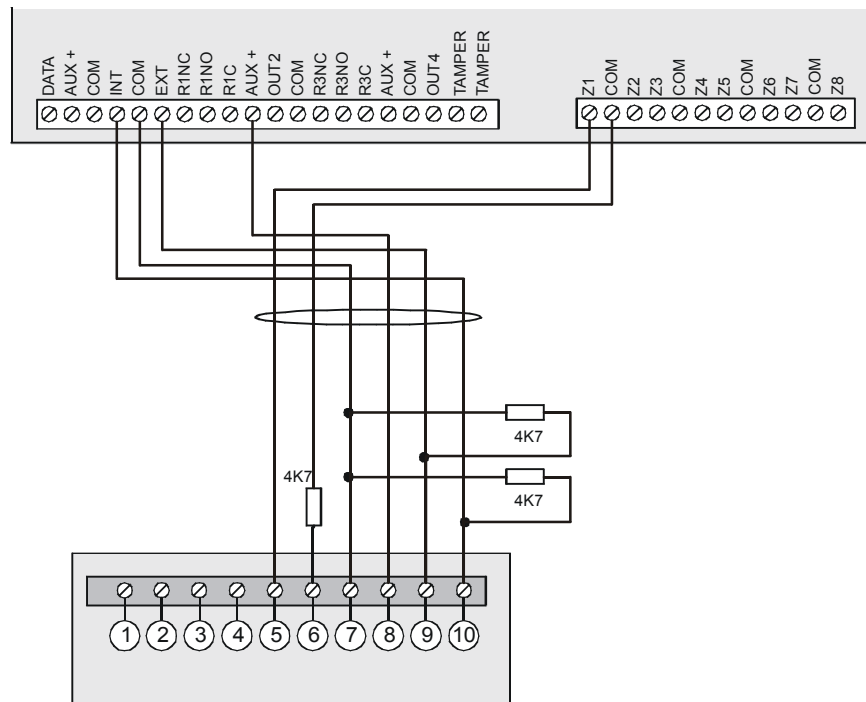 DATA
AUX +
COM
INT
COM
EXT
R1NC
R1NO
R1C
AUX +
OUT2
COM
R3NC
R3NO
R3C
AUX +
COM
OUT4
TAMPER
TAMPER
Z1
COM
Z2
Z3
COM
Z4
Z5
COM
Z6
Z7
COM
Z8
4K7
4K7
4K7
1
2
3
4
5
6
7
8
9
10